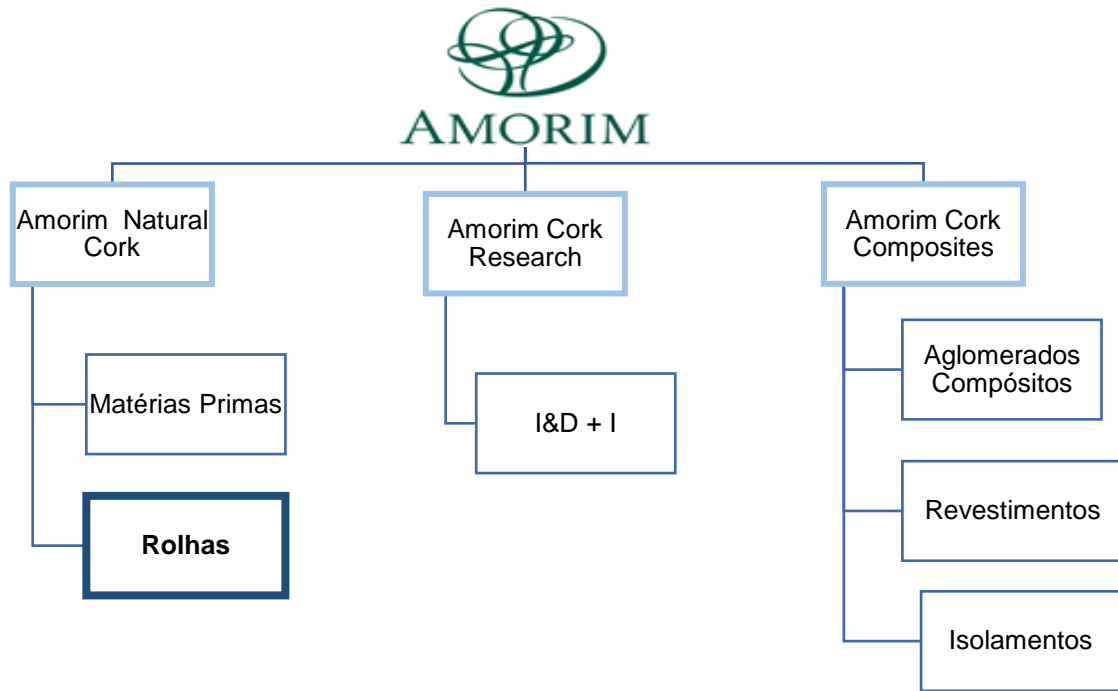 AMORIM
Amorim Natural
Cork
Amorim Cork
Research
Amorim Cork
Composites
Matérias Primas
Rolhas
I&D + I
Aglomerados
Compósitos
Revestimentos
Isolamentos